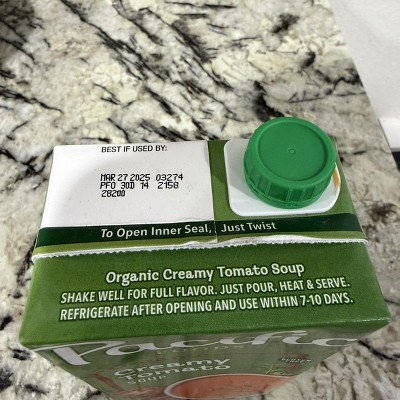 BEST IF USED BY:
MAR 27 2025 03274
PFO 30D 14 2158
28200
To Open Inner Seal, Just Twist
Organic Creamy Tomato Soup
SHAKE WELL FOR FULL FLAVOR. JUST POUR, HEAT & SERVE.
REFRIGERATE AFTER OPENING AND USE WITHIN 7-10 DAYS.
Pacific
Creamy
Tomato
SOUP